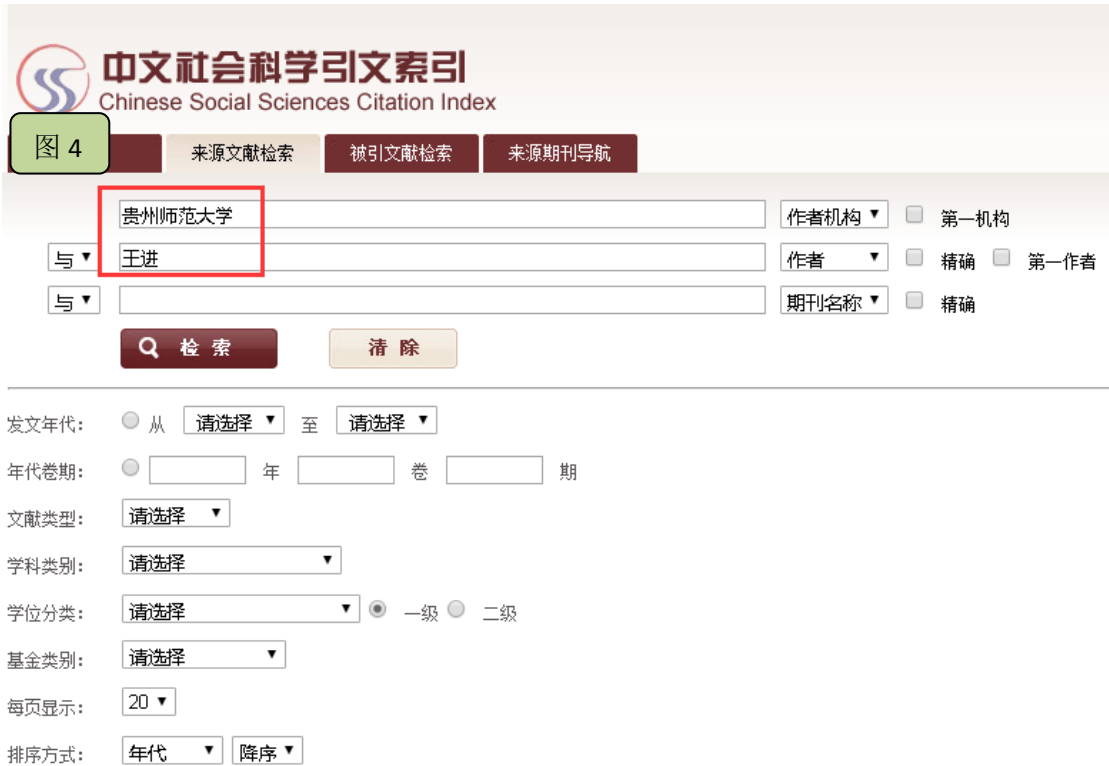 中文社会科学引文索引
Chinese Social Sciences Citation Index
图 4
来源文献检索 被引文献检索 来源期刊导航
贵州师范大学 作者机构 第一机构
与 王进 作者 精确 第一作者
与 期刊名称 精确
检 索 清 除
发文年代: 从 请选择 至 请选择
年代卷期: 年 卷 期
文献类型: 请选择
学科类别: 请选择
学位分类: 请选择 一级 二级
基金类别: 请选择
每页显示: 20
排序方式: 年代 降序